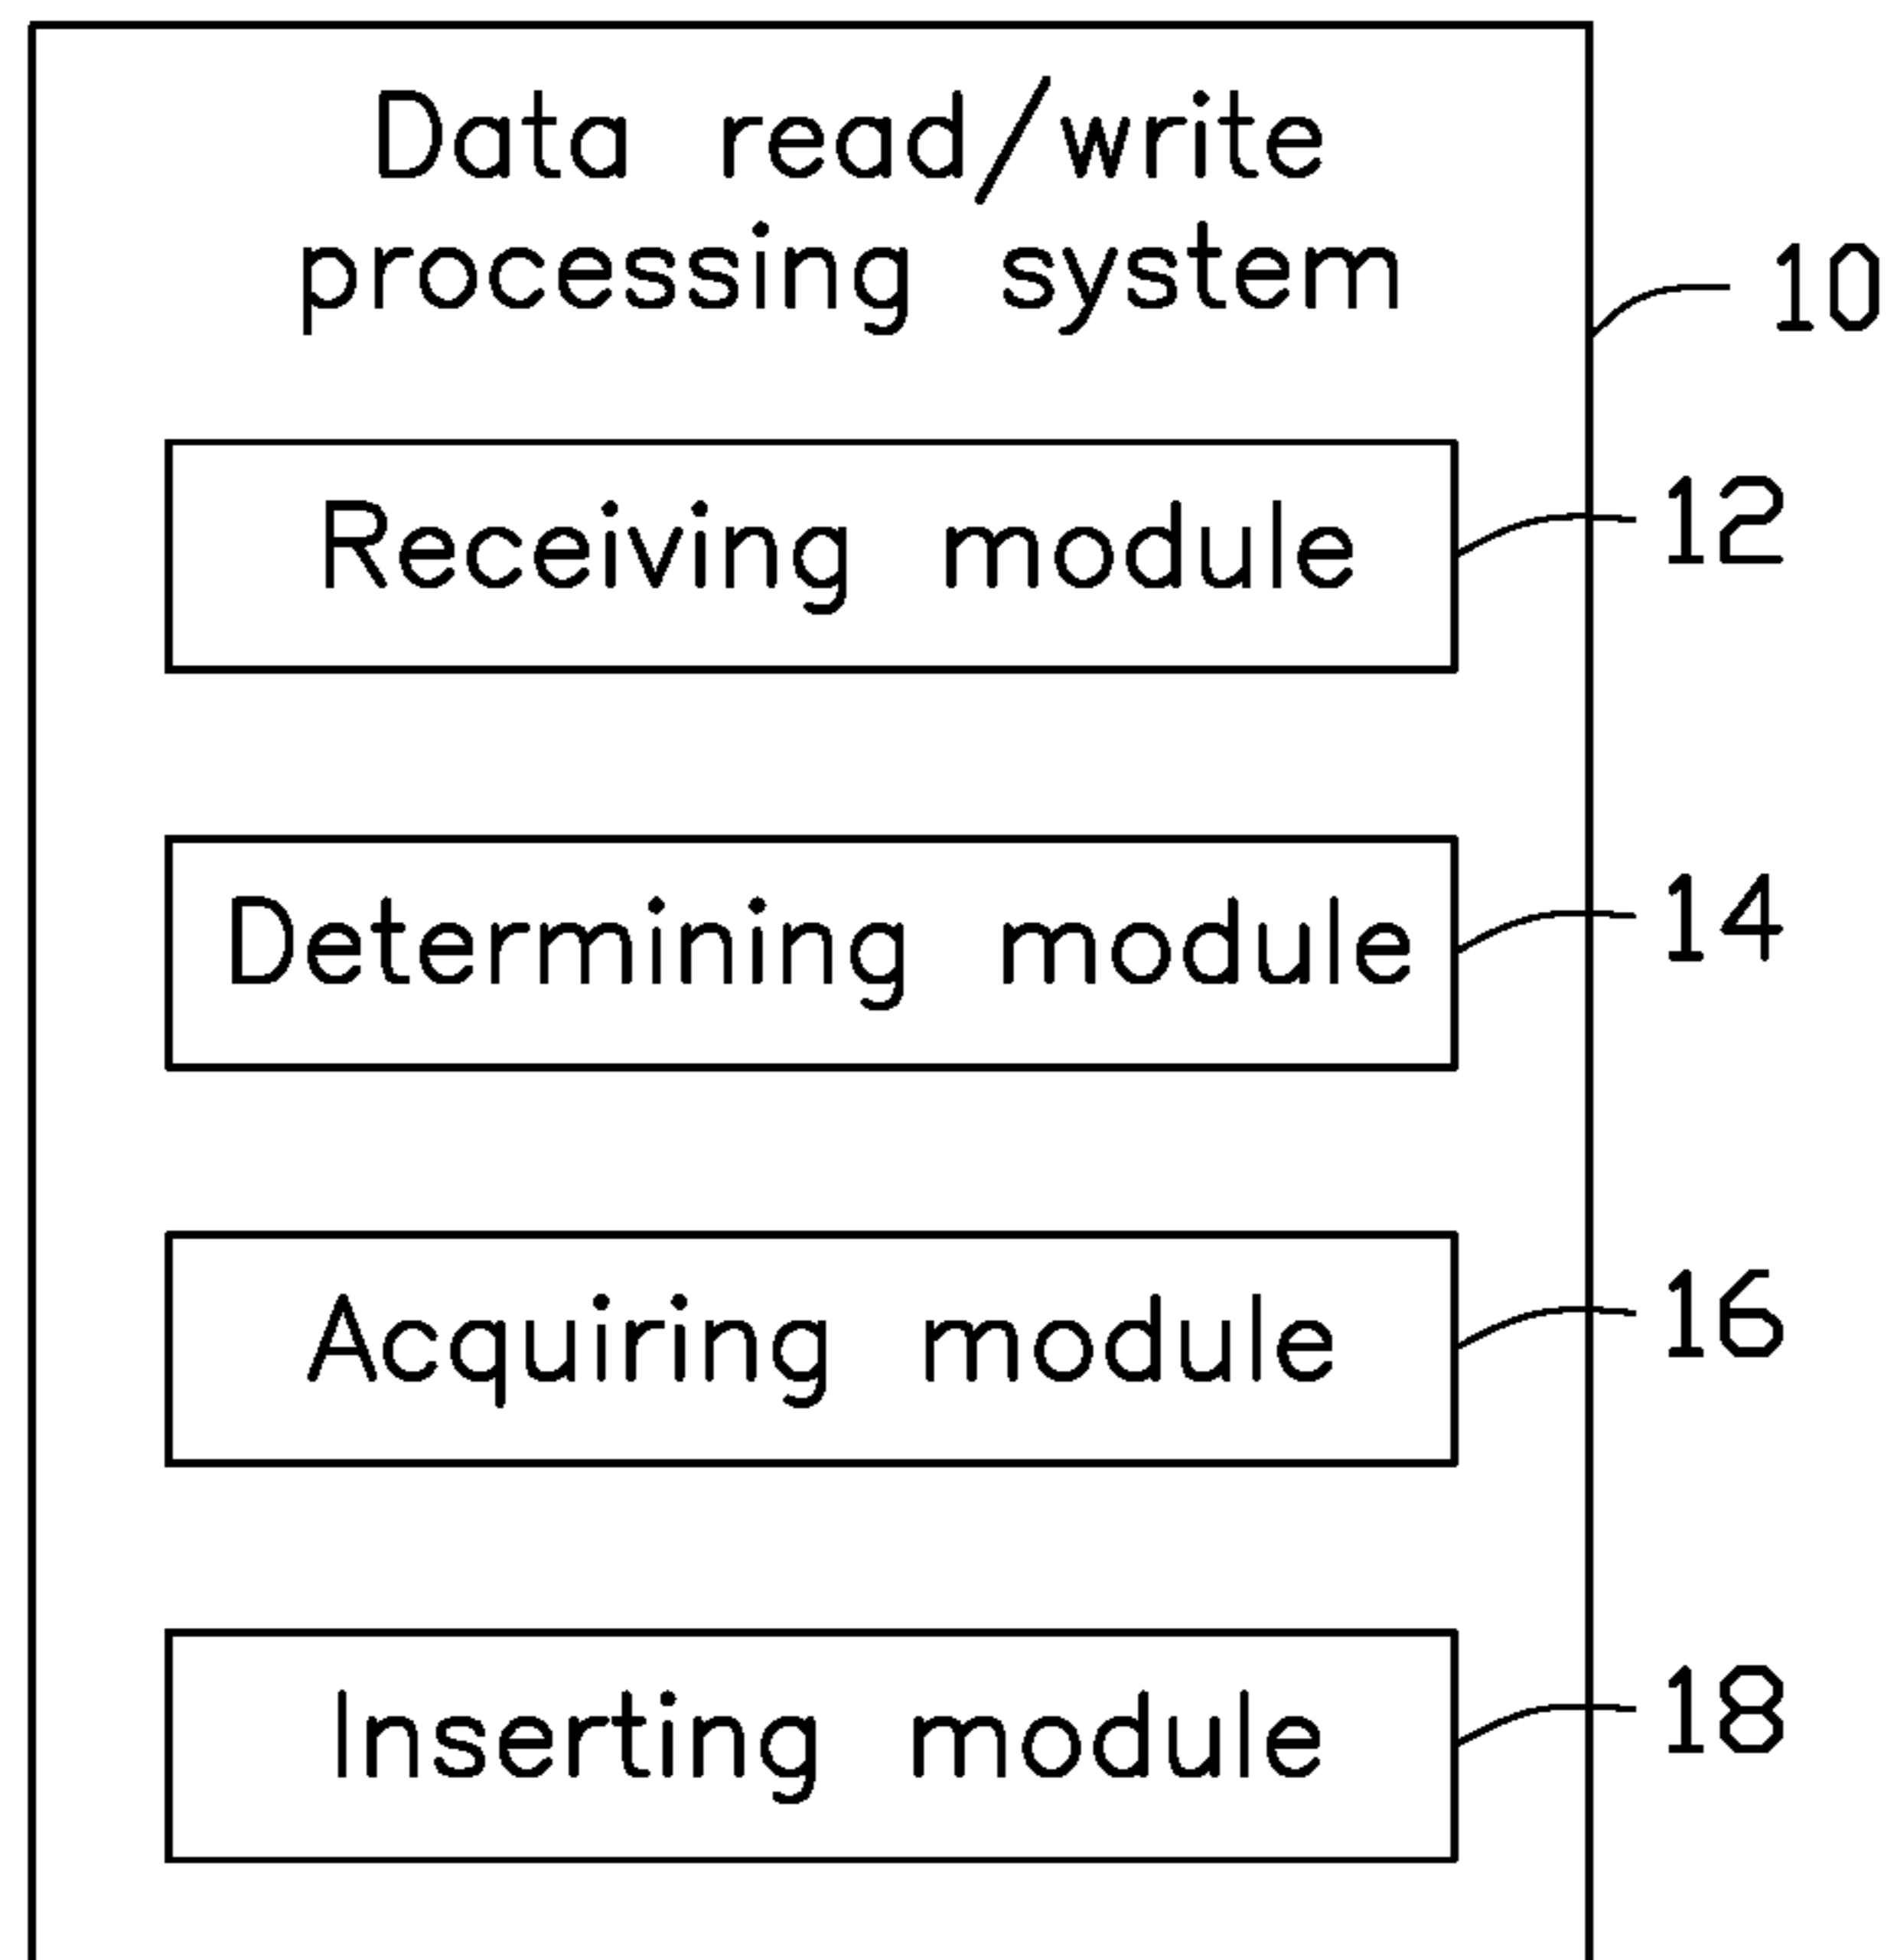 Data read/write
processing system
10
Receiving module
12
Determining module
14
Acquiring module
16
Inserting module
18